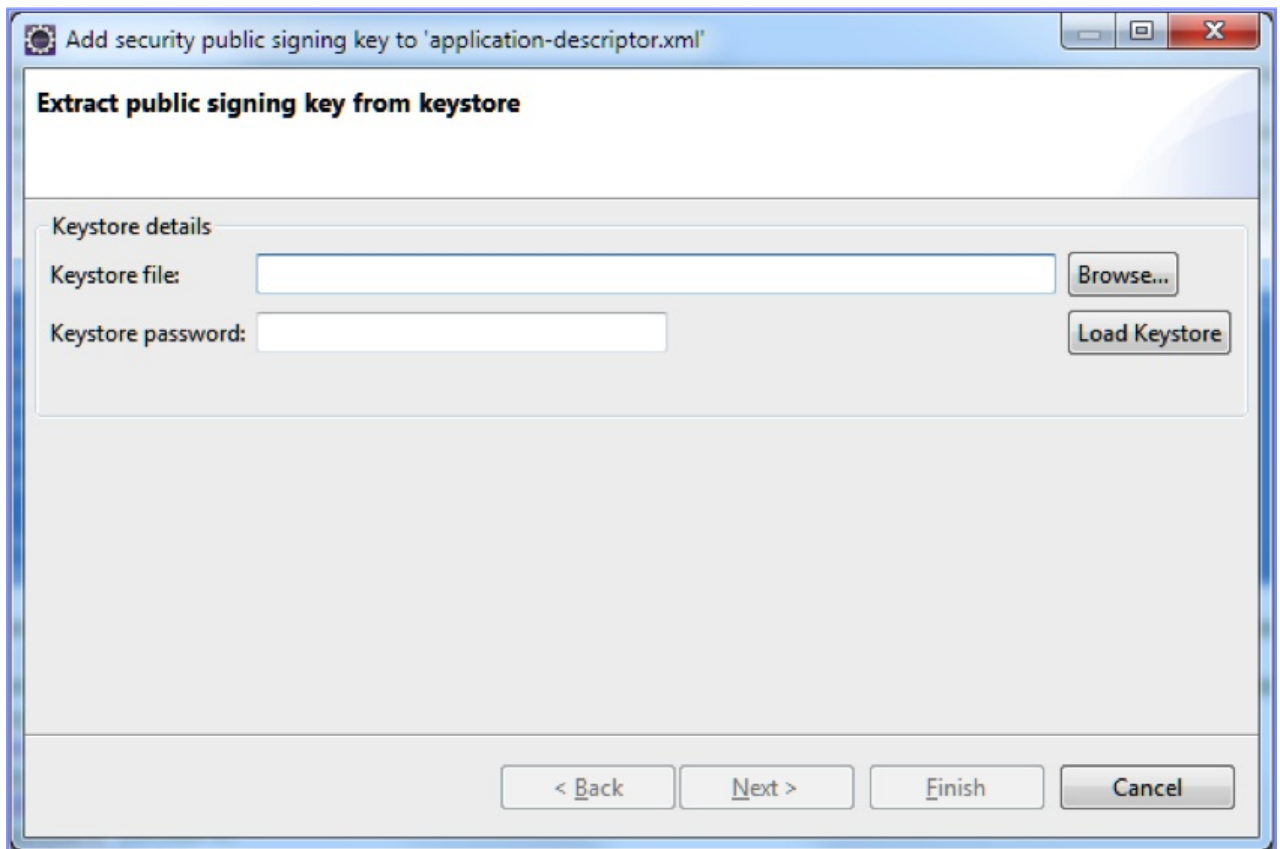 Add security public signing key to 'application-descriptor.xml'
Extract public signing key from keystore
Keystore details
Keystore file: Browse...
Keystore password: Load Keystore
< Back Next > Finish Cancel